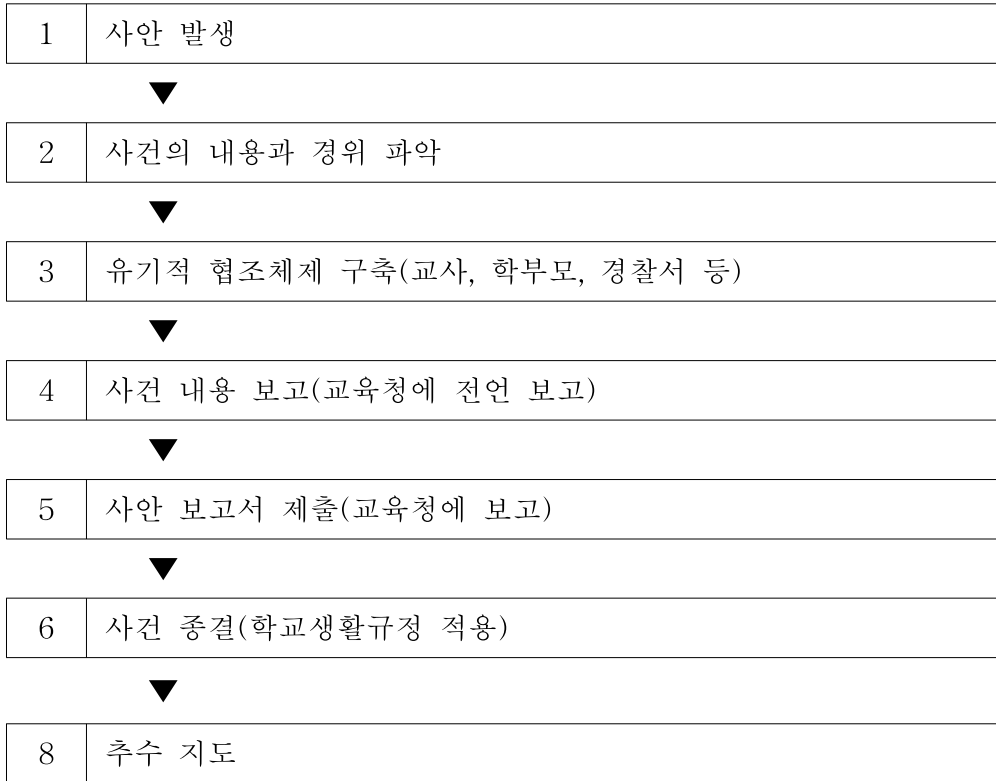 1 사안 발생
▼
2 사건의 내용과 경위 파악
▼
3 유기적 협조체제 구축(교사, 학부모, 경찰서 등)
▼
4 사건 내용 보고(교육청에 전언 보고)
▼
5 사안 보고서 제출(교육청에 보고)
▼
6 사건 종결(학교생활규정 적용)
▼
8 추수 지도